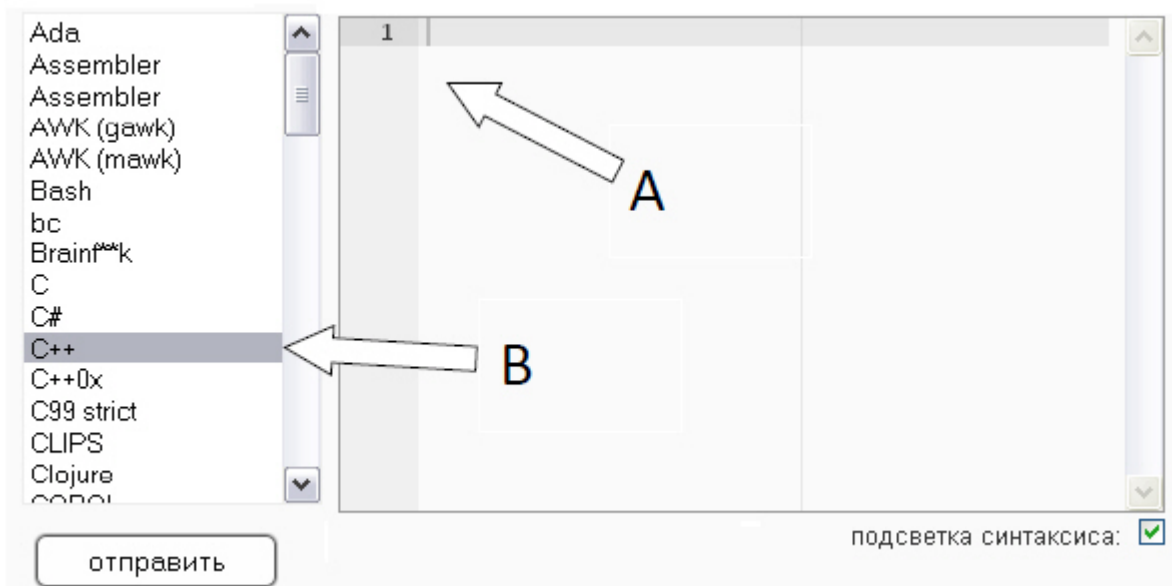 Ada
Assembler
Assembler
AWK (gawk)
AWK (mawk)
Bash
bc
Brainf**k
C
C#
C++
C++0x
C99 strict
CLIPS
Clojure
1
A
B
подсветка синтаксиса:
отправить